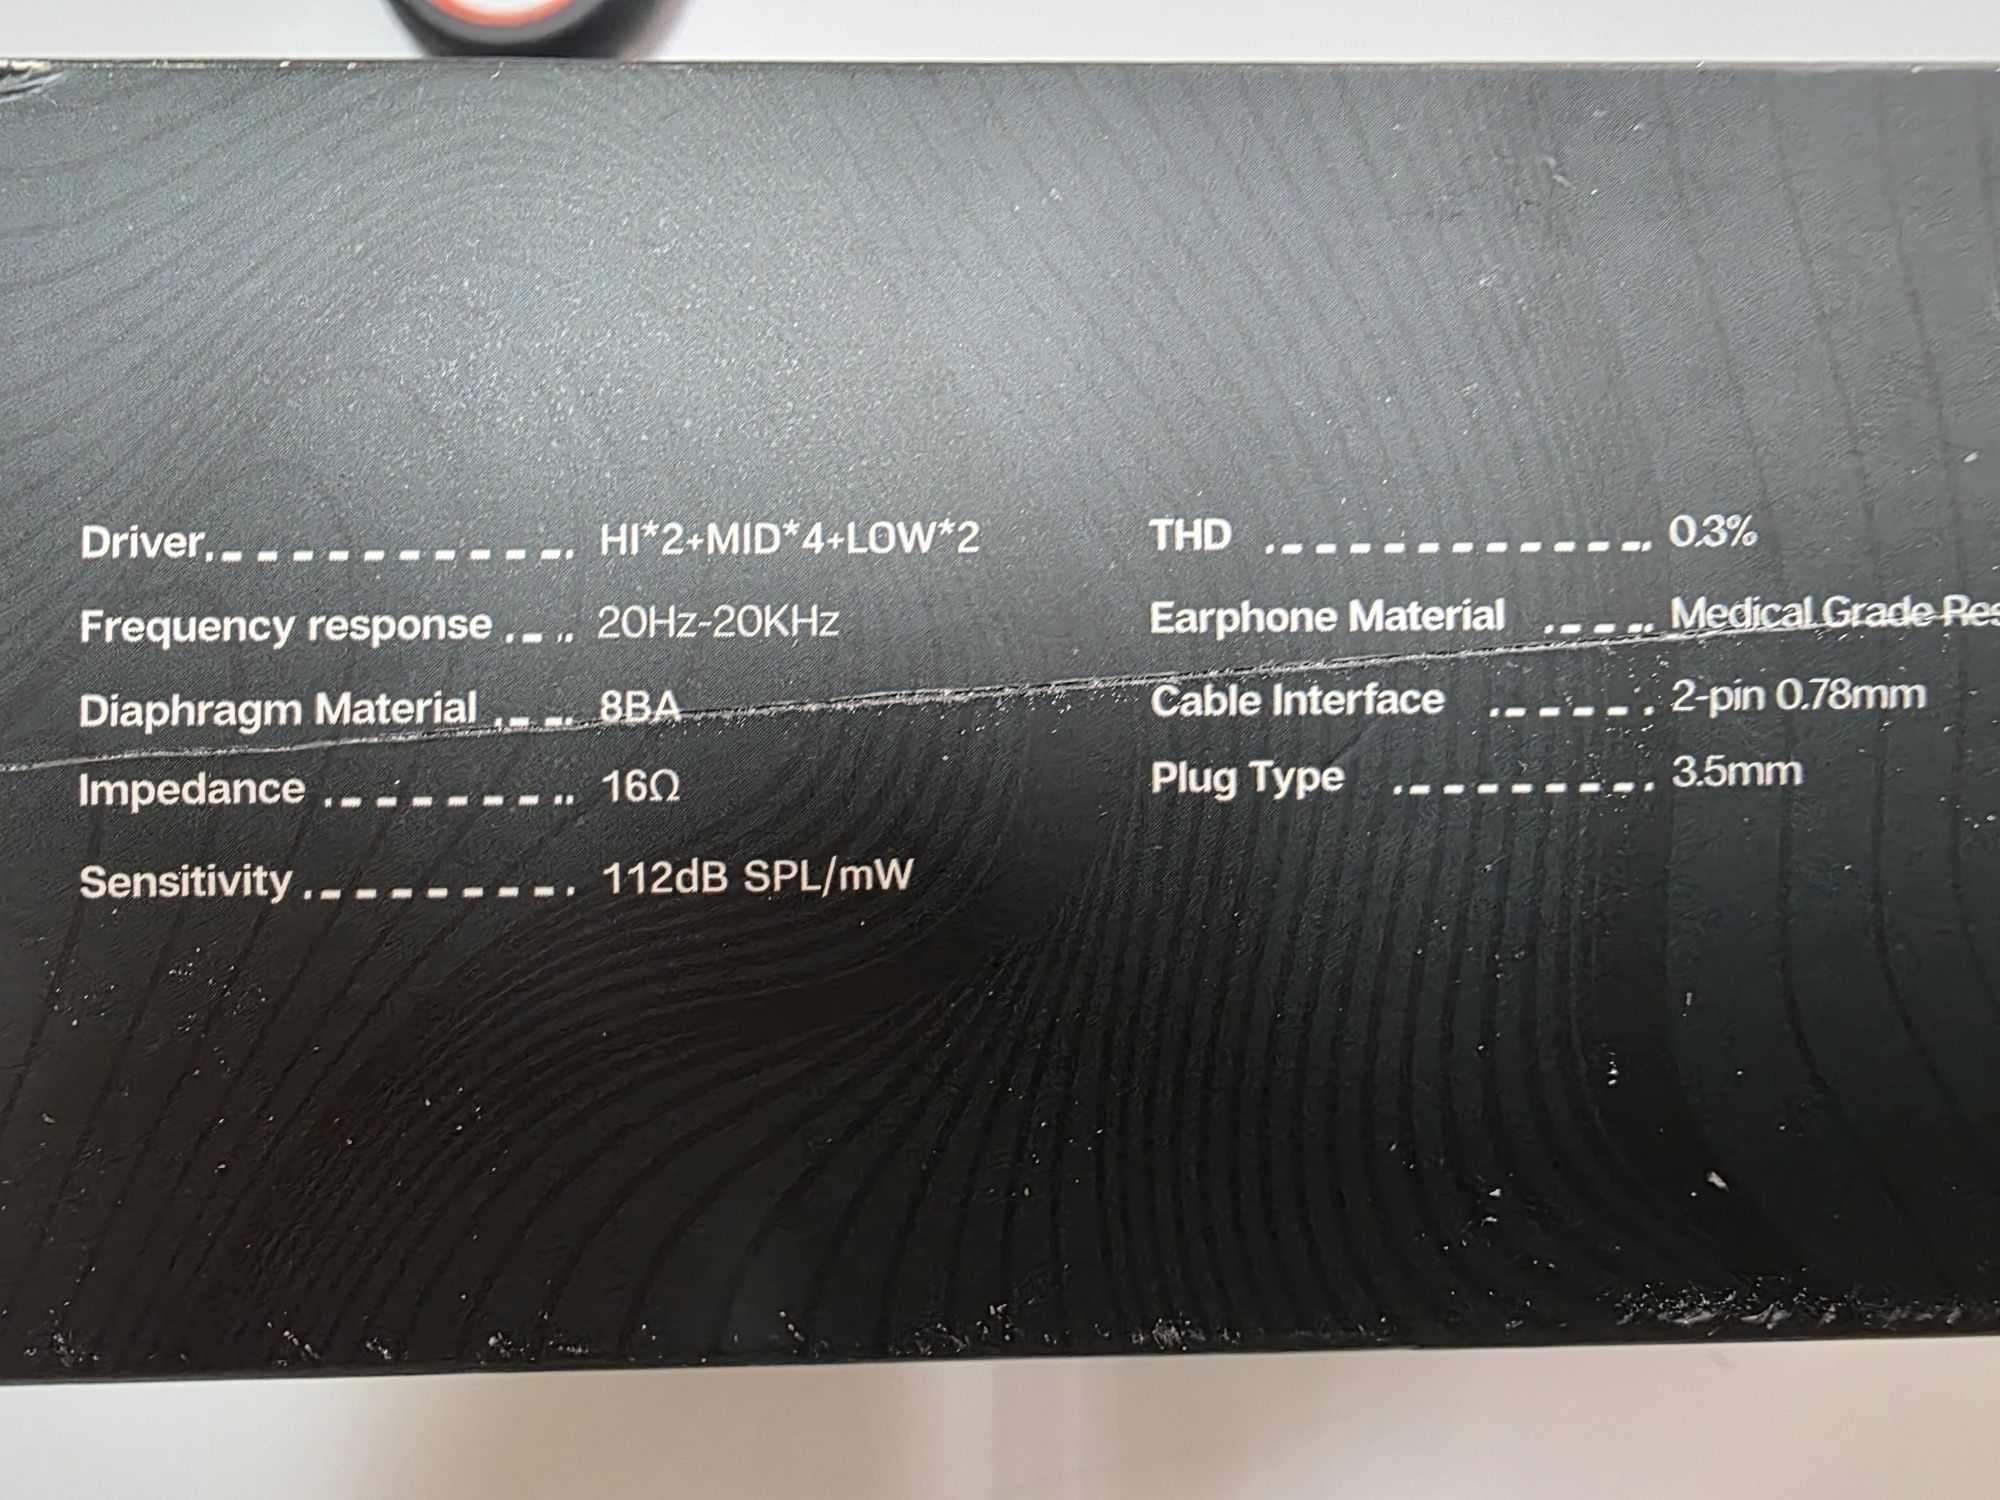 Driver HI*2+MID*4+LOW*2
Frequency response 20Hz-20KHz
Diaphragm Material 8BA
Impedance 16Ω
Sensitivity 112dB SPL/mW
THD 0.3%
Earphone Material Medical Grade Res
Cable Interface 2-pin 0.78mm
Plug Type 3.5mm